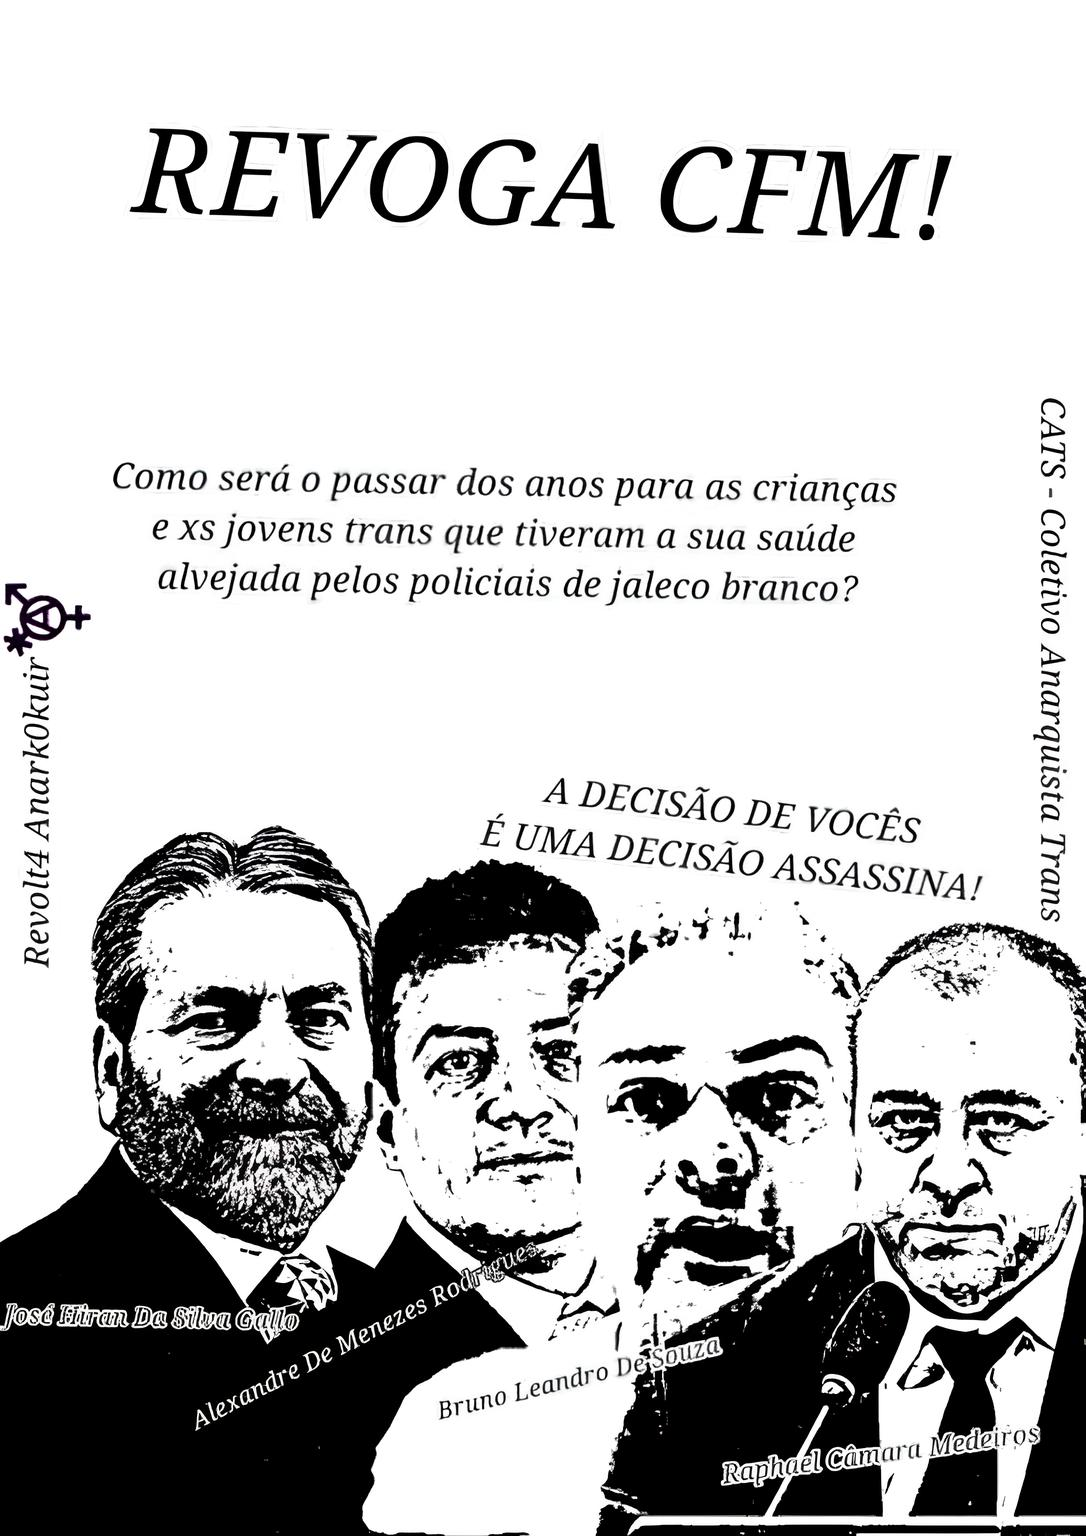 REVOGA CFM!
Como será o passar dos anos para as crianças
e xs jovens trans que tiveram a sua saúde
alvejada pelos policiais de jaleco branco?
CATS - Coletivo Anarquista Trans
Revolt4 Anark0kuir
A DECISÃO DE VOCÊS
É UMA DECISÃO ASSASSINA!
José Hiran Da Silva Gallo
Alexandre De Menezes Rodrigues
Bruno Leandro De Souza
Raphael Câmara Medeiros